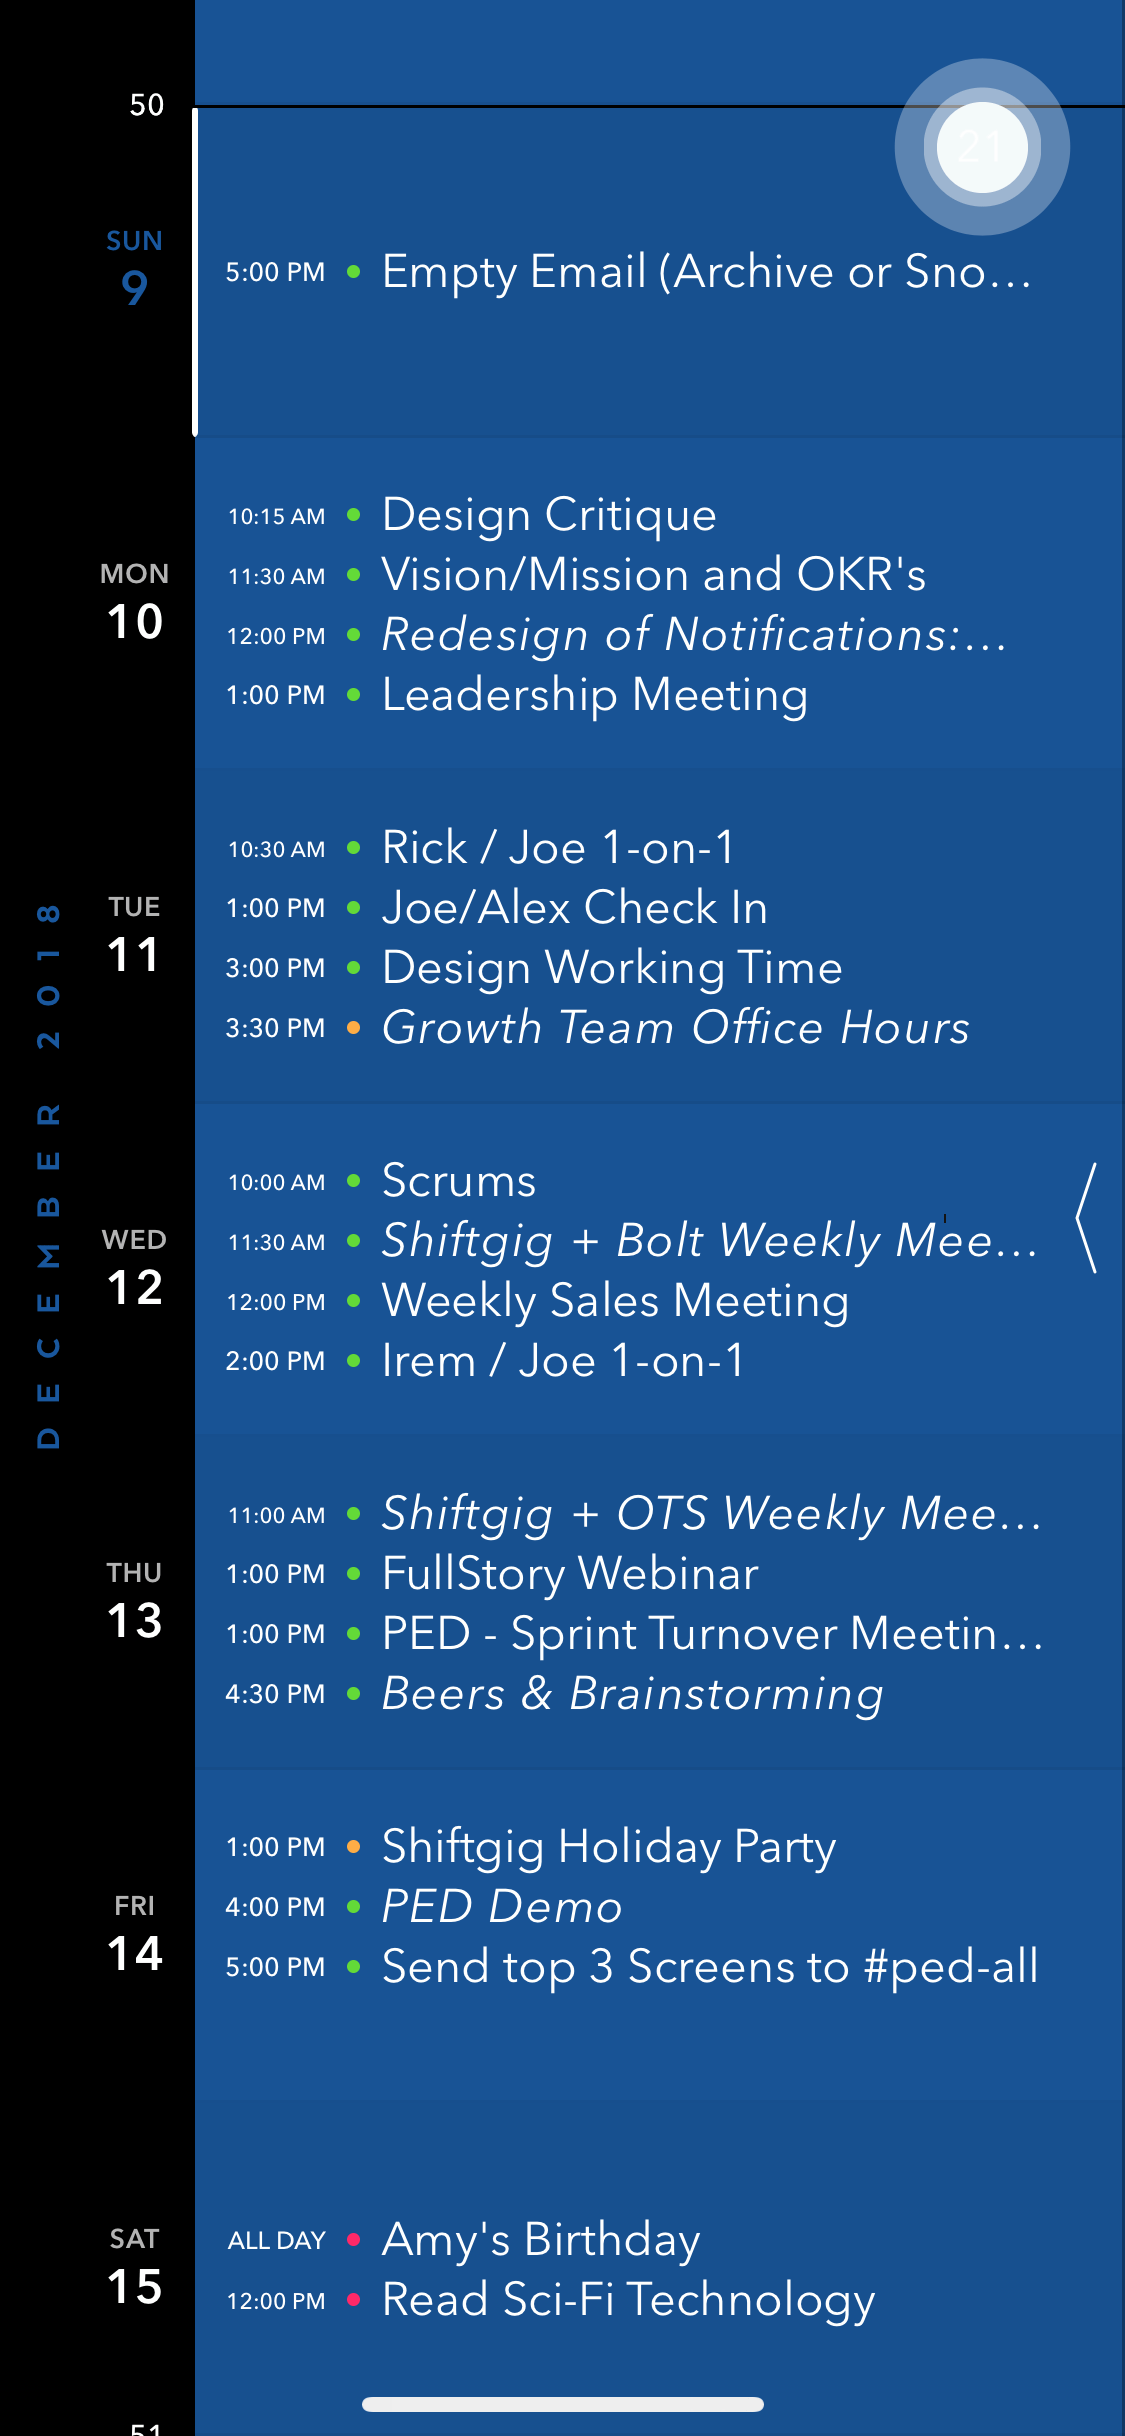 50
21
SUN
9
5:00 PM Empty Email (Archive or Sno...
MON
10
10:15 AM Design Critique
11:30 AM Vision/Mission and OKR's
12:00 PM Redesign of Notifications:...
1:00 PM Leadership Meeting
DECEMBER 2018
TUE
11
10:30 AM Rick / Joe 1-on-1
1:00 PM Joe/Alex Check In
3:00 PM Design Working Time
3:30 PM Growth Team Office Hours
WED
12
10:00 AM Scrums
11:30 AM Shiftgig + Bolt Weekly Mee...
12:00 PM Weekly Sales Meeting
2:00 PM Irem / Joe 1-on-1
THU
13
11:00 AM Shiftgig + OTS Weekly Mee...
1:00 PM FullStory Webinar
1:00 PM PED - Sprint Turnover Meetin...
4:30 PM Beers & Brainstorming
FRI
14
1:00 PM Shiftgig Holiday Party
4:00 PM PED Demo
5:00 PM Send top 3 Screens to #ped-all
SAT
15
ALL DAY Amy's Birthday
12:00 PM Read Sci-Fi Technology
51